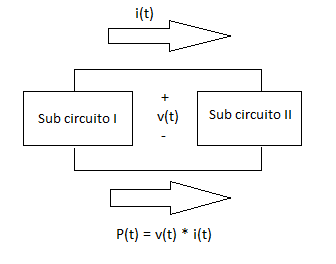 i(t)
Sub circuito I
+
v(t)
-
Sub circuito II
P(t) = v(t) * i(t)